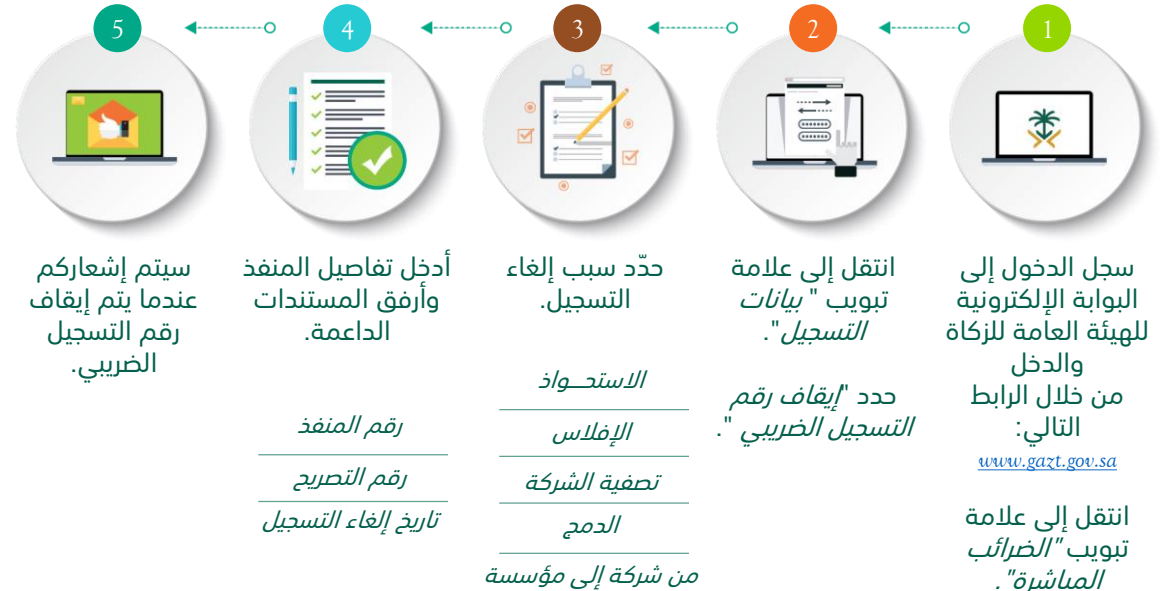 1
سجل الدخول إلى
البوابة الإلكترونية
للهيئة العامة للزكاة
والدخل
من خلال الرابط
التالي:
www.gazt.gov.sa
انتقل إلى علامة
تبويب "الضرائب
المباشرة".
2
انتقل إلى علامة
تبويب " بيانات
التسجيل".
حدد "إيقاف رقم
التسجيل الضريبي ".
3
حدّد سبب إلغاء
التسجيل.
الاستحـــواذ
الإفلاس
تصفية الشركة
الدمج
من شركة إلى مؤسسة
4
أدخل تفاصيل المنفذ
وأرفق المستندات
الداعمة.
رقم المنفذ
رقم التصريح
تاريخ إلغاء التسجيل
5
سيتم إشعاركم
عندما يتم إيقاف
رقم التسجيل
الضريبي.